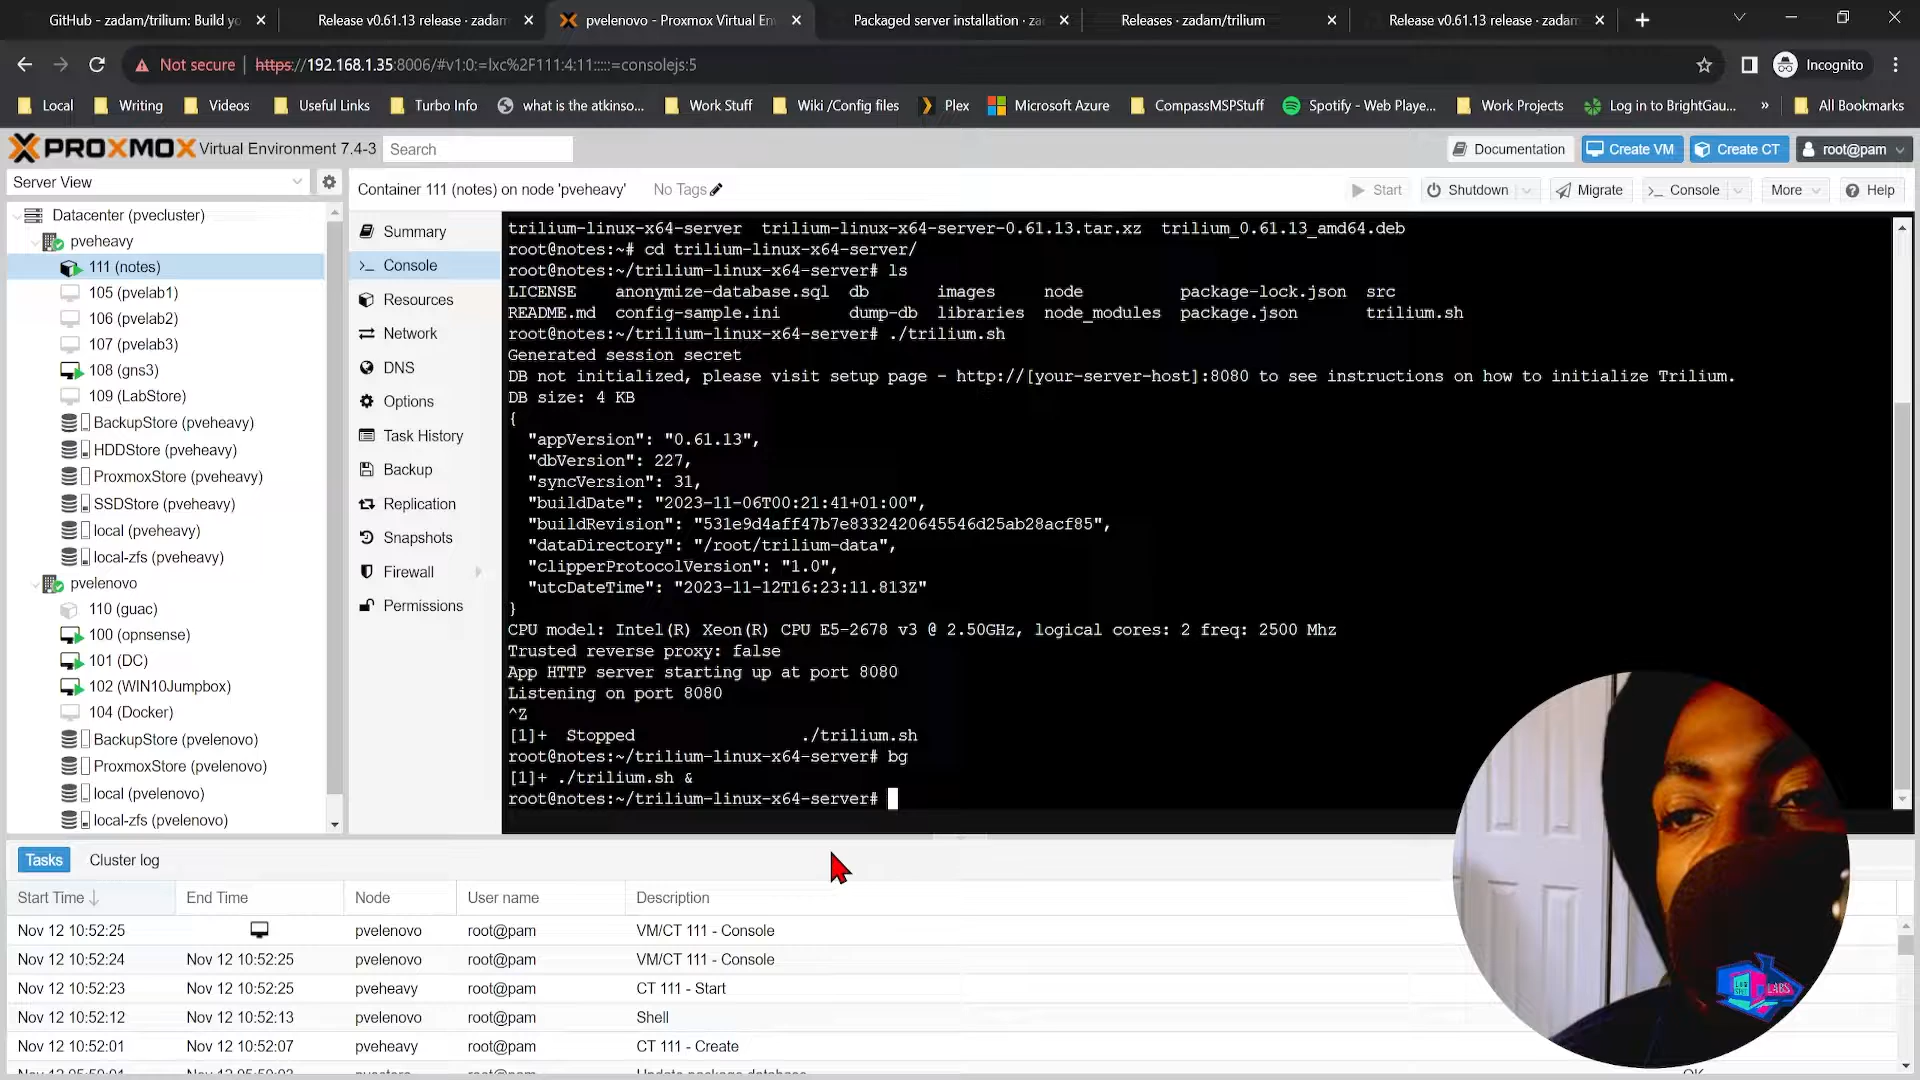 GitHub - zadam/trilium: Build yo
Release v0.61.13 release · zadam
pvelenovo - Proxmox Virtual En
Packaged server installation · za
Releases · zadam/trilium
Release v0.61.13 release · zadam
Not secure
https://192.168.1.35:8006/#v1:0:=lxc%2F111:4:11:::::=consolejs:5
Incognito
Local
Writing
Videos
Useful Links
Turbo Info
what is the atkinso...
Work Stuff
Wiki /Config files
Plex
Microsoft Azure
CompassMSPStuff
Spotify - Web Playe...
Work Projects
Log in to BrightGau...
»
All Bookmarks
PROXMOX
Virtual Environment 7.4-3
Search
Documentation
Create VM
Create CT
root@pam
Server View
Container 111 (notes) on node 'pveheavy'
No Tags
Start
Shutdown
Migrate
Console
More
Help
Datacenter (pvecluster)
pveheavy
111 (notes)
105 (pvelab1)
106 (pvelab2)
107 (pvelab3)
108 (gns3)
109 (LabStore)
BackupStore (pveheavy)
HDDStore (pveheavy)
ProxmoxStore (pveheavy)
SSDStore (pveheavy)
local (pveheavy)
local-zfs (pveheavy)
pvelenovo
110 (guac)
100 (opnsense)
101 (DC)
102 (WIN10Jumpbox)
104 (Docker)
BackupStore (pvelenovo)
ProxmoxStore (pvelenovo)
local (pvelenovo)
local-zfs (pvelenovo)
Summary
Console
Resources
Network
DNS
Options
Task History
Backup
Replication
Snapshots
Firewall
Permissions
trilium-linux-x64-server  trilium-linux-x64-server-0.61.13.tar.xz  trilium_0.61.13_amd64.deb
root@notes:~# cd trilium-linux-x64-server/
root@notes:~/trilium-linux-x64-server# ls
LICENSE    anonymize-database.sql  db       images     node          package-lock.json  src
README.md  config-sample.ini       dump-db  libraries  node_modules  package.json       trilium.sh
root@notes:~/trilium-linux-x64-server# ./trilium.sh
Generated session secret
DB not initialized, please visit setup page - http://[your-server-host]:8080 to see instructions on how to initialize Trilium.
DB size: 4 KB
{
"appVersion": "0.61.13",
"dbVersion": 227,
"syncVersion": 31,
"buildDate": "2023-11-06T00:21:41+01:00",
"buildRevision": "531e9d4aff47b7e8332420645546d25ab28acf85",
"dataDirectory": "/root/trilium-data",
"clipperProtocolVersion": "1.0",
"utcDateTime": "2023-11-12T16:23:11.813Z"
}
CPU model: Intel(R) Xeon(R) CPU E5-2678 v3 @ 2.50GHz, logical cores: 2 freq: 2500 Mhz
Trusted reverse proxy: false
App HTTP server starting up at port 8080
Listening on port 8080
^Z
[1]+  Stopped                 ./trilium.sh
root@notes:~/trilium-linux-x64-server# bg
[1]+ ./trilium.sh &
root@notes:~/trilium-linux-x64-server#
Tasks
Cluster log
Start Time
End Time
Node
User name
Description
Nov 12 10:52:25
pvelenovo
root@pam
VM/CT 111 - Console
Nov 12 10:52:24
Nov 12 10:52:25
pvelenovo
root@pam
VM/CT 111 - Console
Nov 12 10:52:23
Nov 12 10:52:25
pveheavy
root@pam
CT 111 - Start
Nov 12 10:52:12
Nov 12 10:52:13
pvelenovo
root@pam
Shell
Nov 12 10:52:01
Nov 12 10:52:07
pveheavy
root@pam
CT 111 - Create
LABS